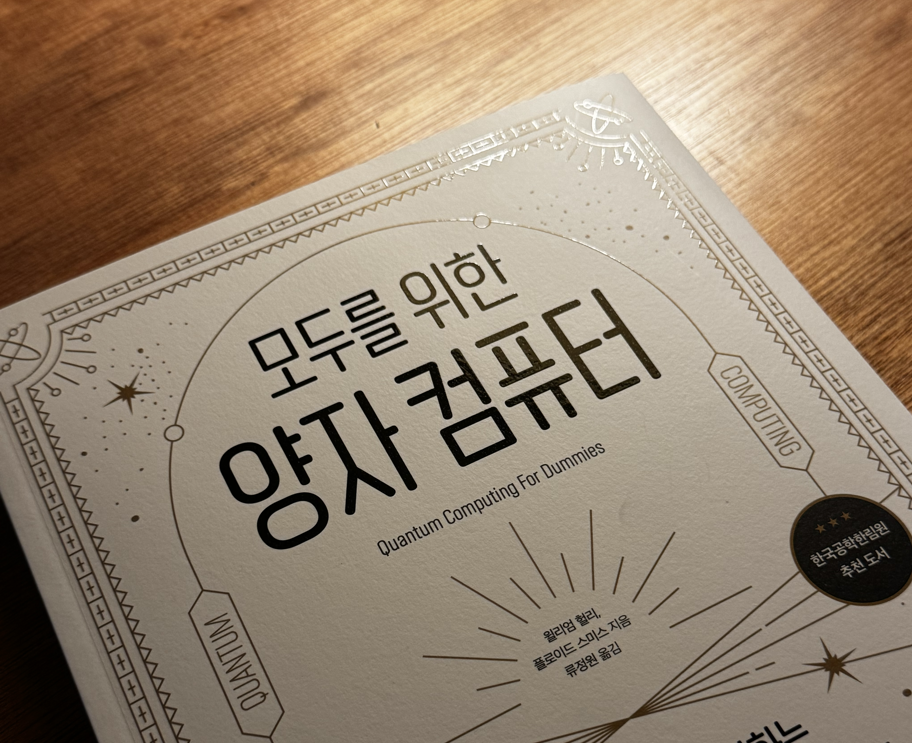 모두를 위한
양자 컴퓨터
Quantum Computing For Dummies
COMPUTING
★★★
한국공학한림원
추천 도서
QUANTIUM
윌리엄 헐리,
플로이드 스미스 지음
류정원 옮김
하는